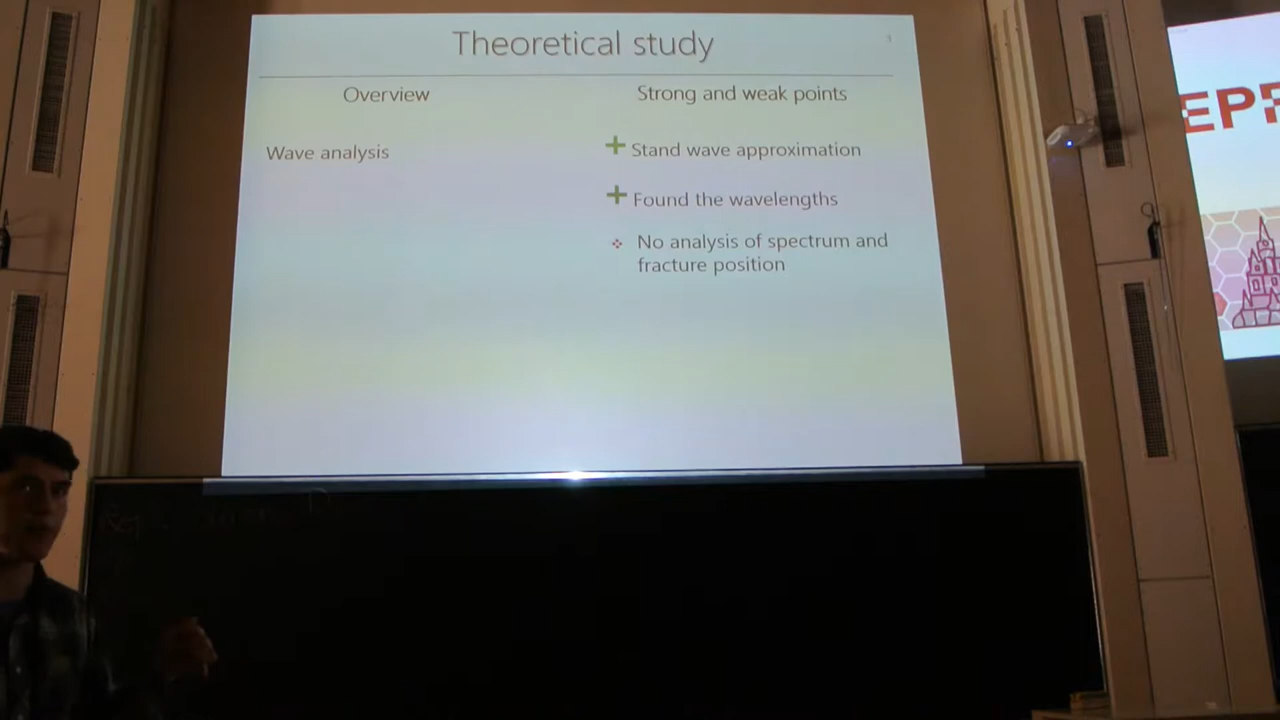 Theoretical study
Overview
Strong and weak points
Wave analysis
Stand wave approximation
Found the wavelengths
No analysis of spectrum and
fracture position